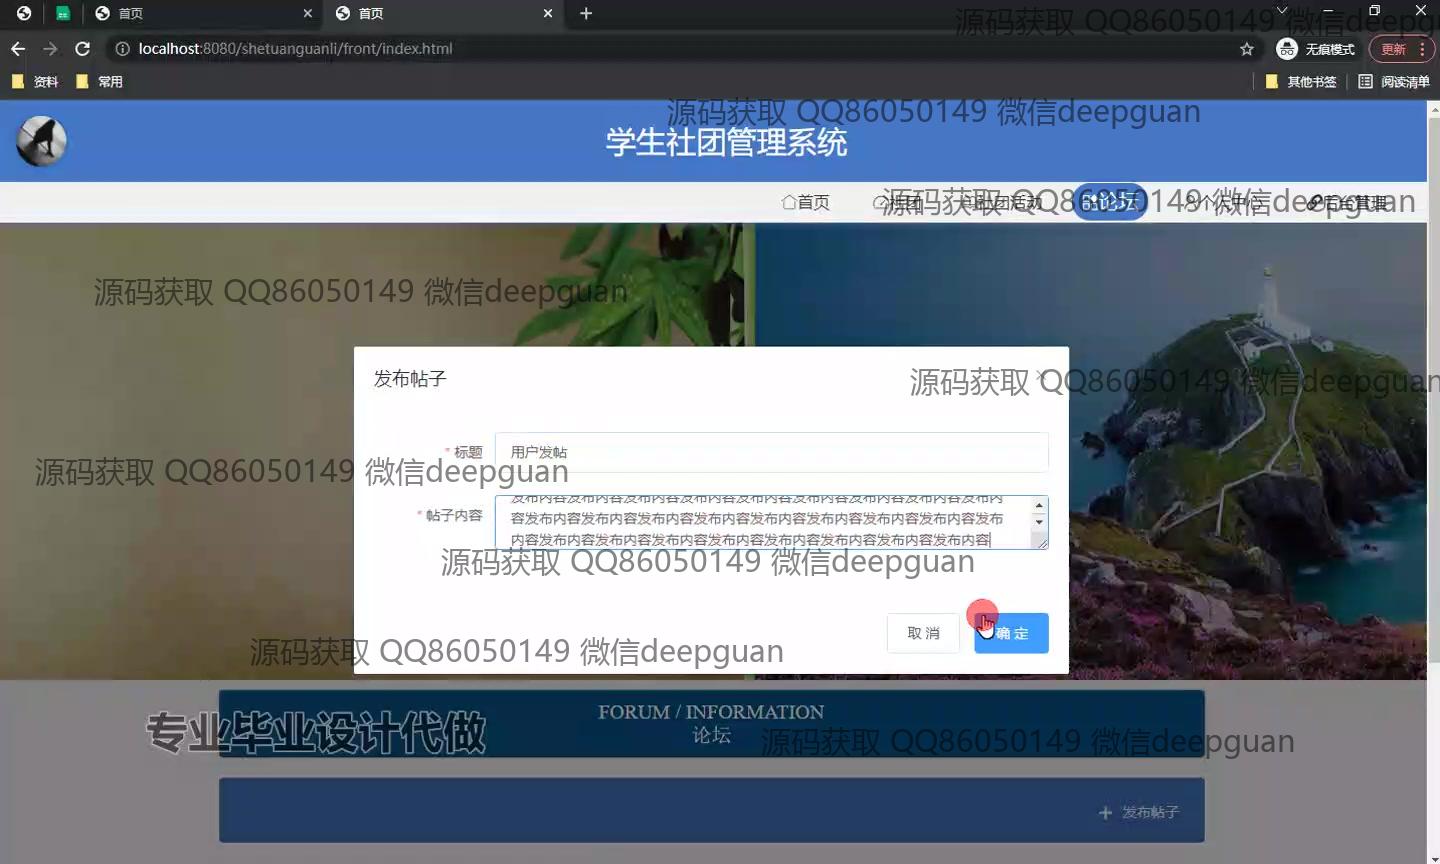 首页
首页
localhost:8080/shetuanguanli/front/index.html
无痕模式
更新
资料
常用
其他书签
阅读清单
源码获取 QQ86050149 微信deepguan
源码获取 QQ86050149 微信deepguan
学生社团管理系统
首页
社团
社团活动
论坛
个人中心
后台管理
源码获取 QQ86050149 微信deepguan
源码获取 QQ86050149 微信deepguan
发布帖子
源码获取 QQ86050149 微信deepguan
* 标题
用户发帖
源码获取 QQ86050149 微信deepguan
* 帖子内容
发布内容发布内容发布内容发布内容发布内容发布内容发布内容发布内容发布内
容发布内容发布内容发布内容发布内容发布内容发布内容发布内容发布内容发布
内容发布内容发布内容发布内容发布内容发布内容发布内容发布内容发布内容
源码获取 QQ86050149 微信deepguan
取 消
确 定
源码获取 QQ86050149 微信deepguan
专业毕业设计代做
FORUM / INFORMATION
论坛
源码获取 QQ86050149 微信deepguan
发布帖子